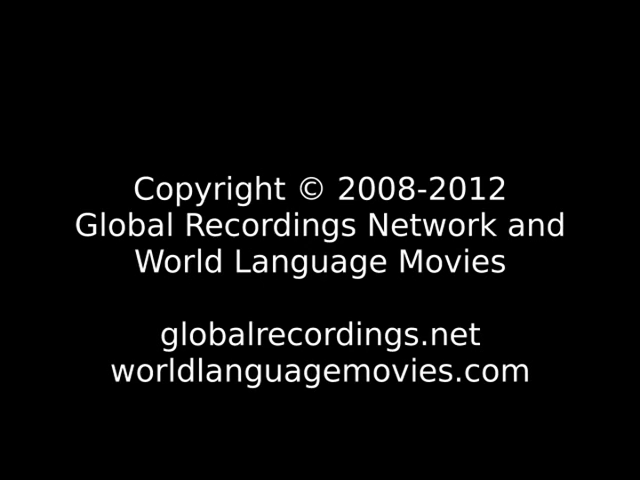 Copyright © 2008-2012
Global Recordings Network and
World Language Movies
globalrecordings.net
worldlanguagemovies.com